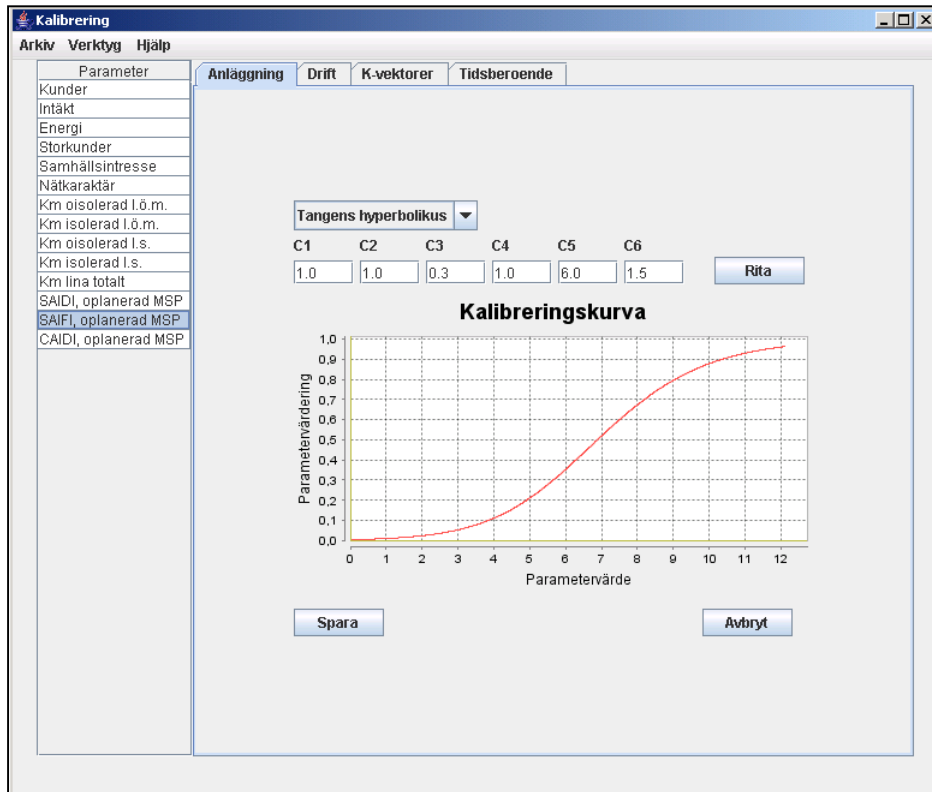 Kalibrering
Arkiv Verktyg Hjälp
Parameter
Kunder
Intäkt
Energi
Storkunder
Samhällsintresse
Nätkaraktär
Km oisolerad l.ö.m.
Km isolerad l.ö.m.
Km oisolerad l.s.
Km isolerad l.s.
Km lina totalt
SAIDI, oplanerad MSP
SAIFI, oplanerad MSP
CAIDI, oplanerad MSP
Anläggning Drift K-vektorer Tidsberoende
Tangens hyperbolikus
C1 C2 C3 C4 C5 C6
1.0 1.0 0.3 1.0 6.0 1.5 Rita
Kalibreringskurva
Parametervärdering
1,0
0,9
0,8
0,7
0,6
0,5
0,4
0,3
0,2
0,1
0,0
0 1 2 3 4 5 6 7 8 9 10 11 12
Parametervärde
Spara Avbryt